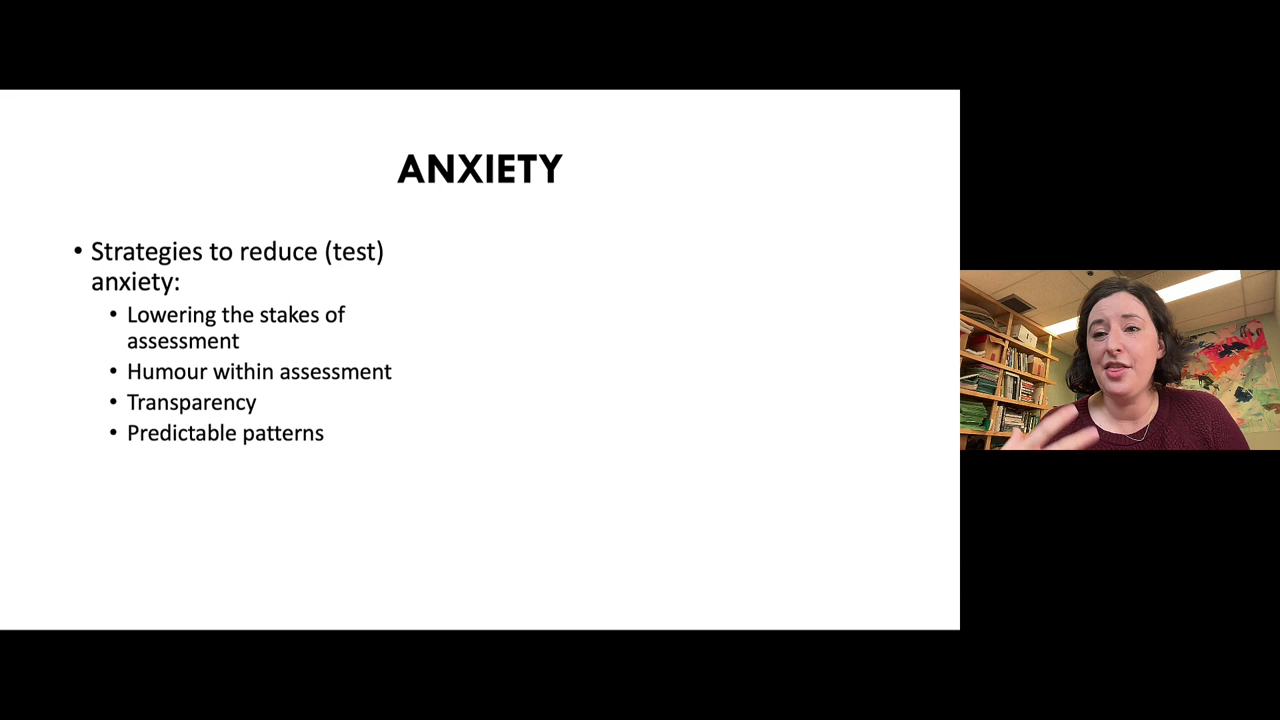 ANXIETY
• Strategies to reduce (test)
anxiety:
• Lowering the stakes of
assessment
• Humour within assessment
• Transparency
• Predictable patterns